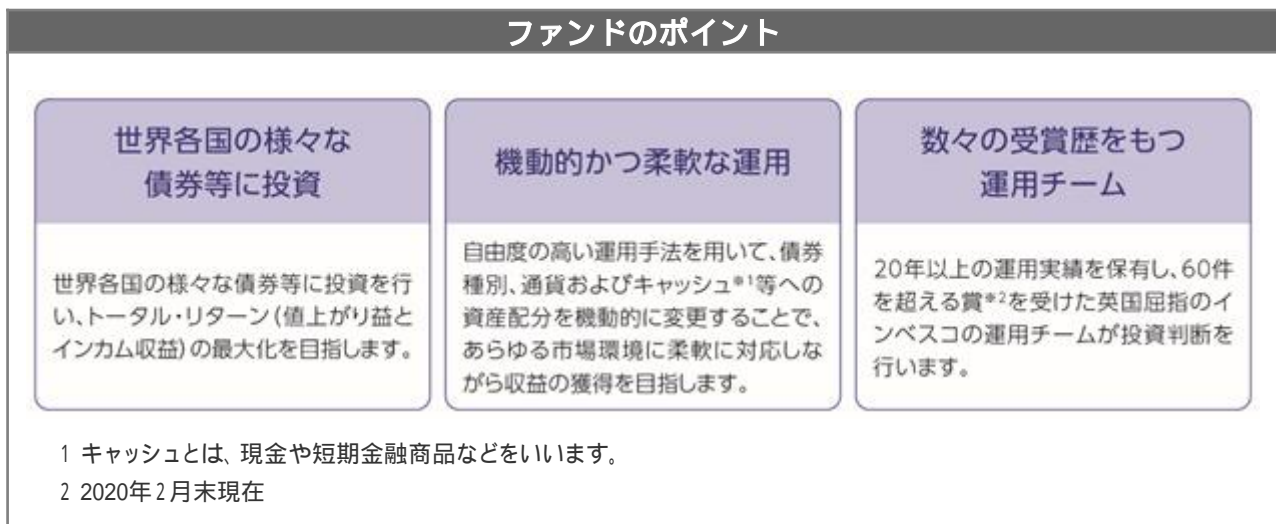 ファンドのポイント
世界各国の様々な
債券等に投資
世界各国の様々な債券等に投資を行
い、トータル・リターン(値上がり益と
インカム収益)の最大化を目指します。
機動的かつ柔軟な運用
自由度の高い運用手法を用いて、債券
種別、通貨およびキャッシュ※1等への
資産配分を機動的に変更することで、
あらゆる市場環境に柔軟に対応しな
がら収益の獲得を目指します。
数々の受賞歴をもつ
運用チーム
20年以上の運用実績を保有し、60件
を超える賞※2を受けた英国屈指のイ
ンベスコの運用チームが投資判断を
行います。
1 キャッシュとは、現金や短期金融商品などをいいます。
2 2020年2月末現在